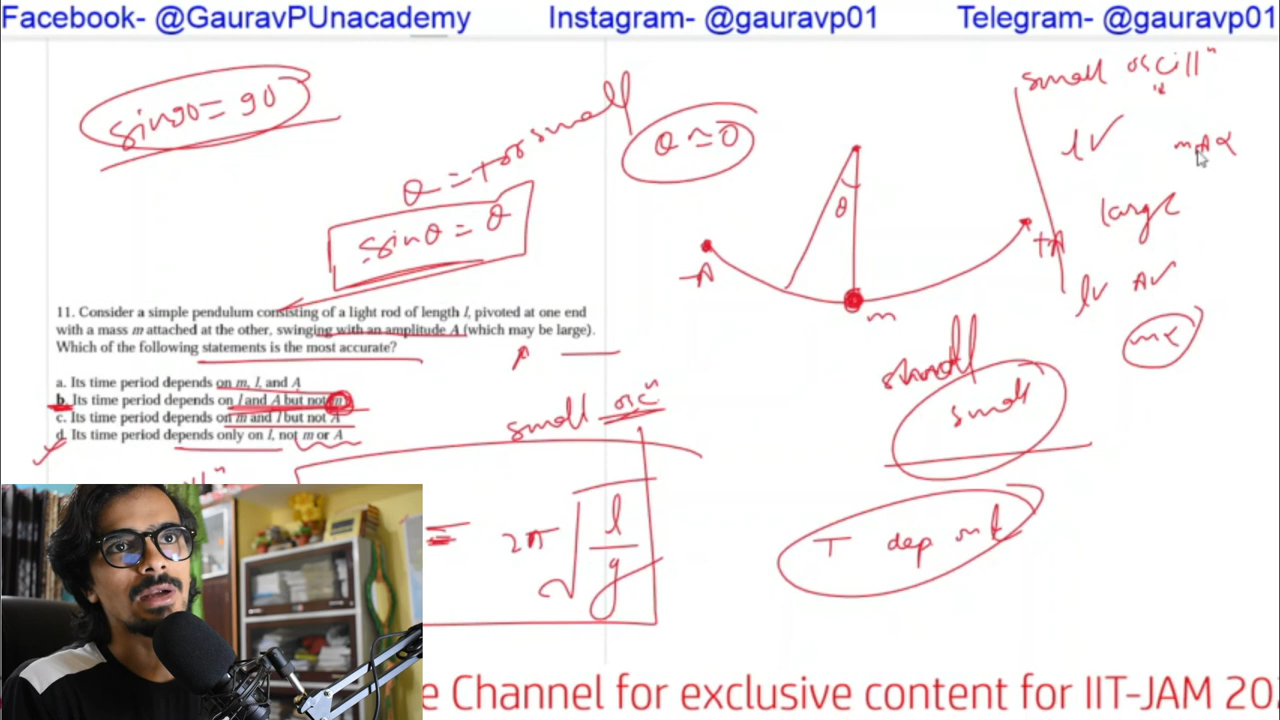 Facebook- @GauravPUnacademy Instagram- @gauravp01 Telegram- @gauravp01
small oscill"
sin90 = 90
θ = + or small
θ ≃ 0
l ✓ m, A ×
sinθ = θ
θ
large
-A
+A
l ✓ A ✓
m
m ×
11. Consider a simple pendulum consisting of a light rod of length l, pivoted at one end
with a mass m attached at the other, swinging with an amplitude A (which may be large).
Which of the following statements is the most accurate?
a. Its time period depends on m, l, and A
b. Its time period depends on l and A but not m
c. Its time period depends on m and l but not A
d. Its time period depends only on l, not m or A
small
small oscⁿ
= 2π √l/g
T dep
e Channel for exclusive content for IIT-JAM 20